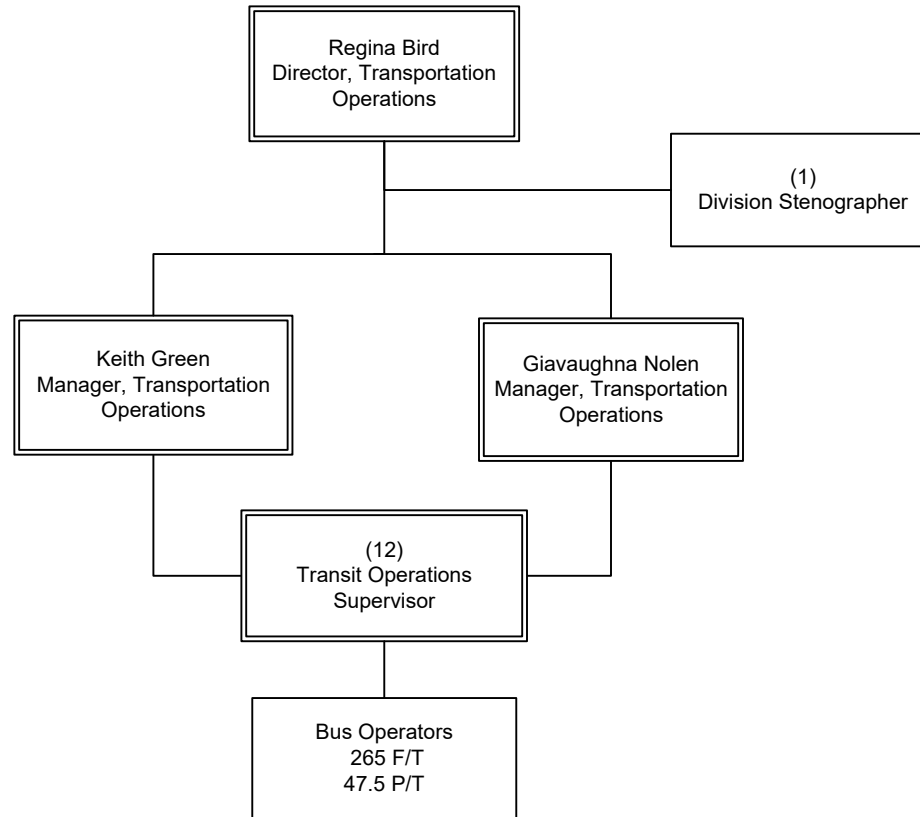 Regina Bird
Director, Transportation
Operations
(1)
Division Stenographer
Keith Green
Manager, Transportation
Operations
Giavaughna Nolen
Manager, Transportation
Operations
(12)
Transit Operations
Supervisor
Bus Operators
265 F/T
47.5 P/T